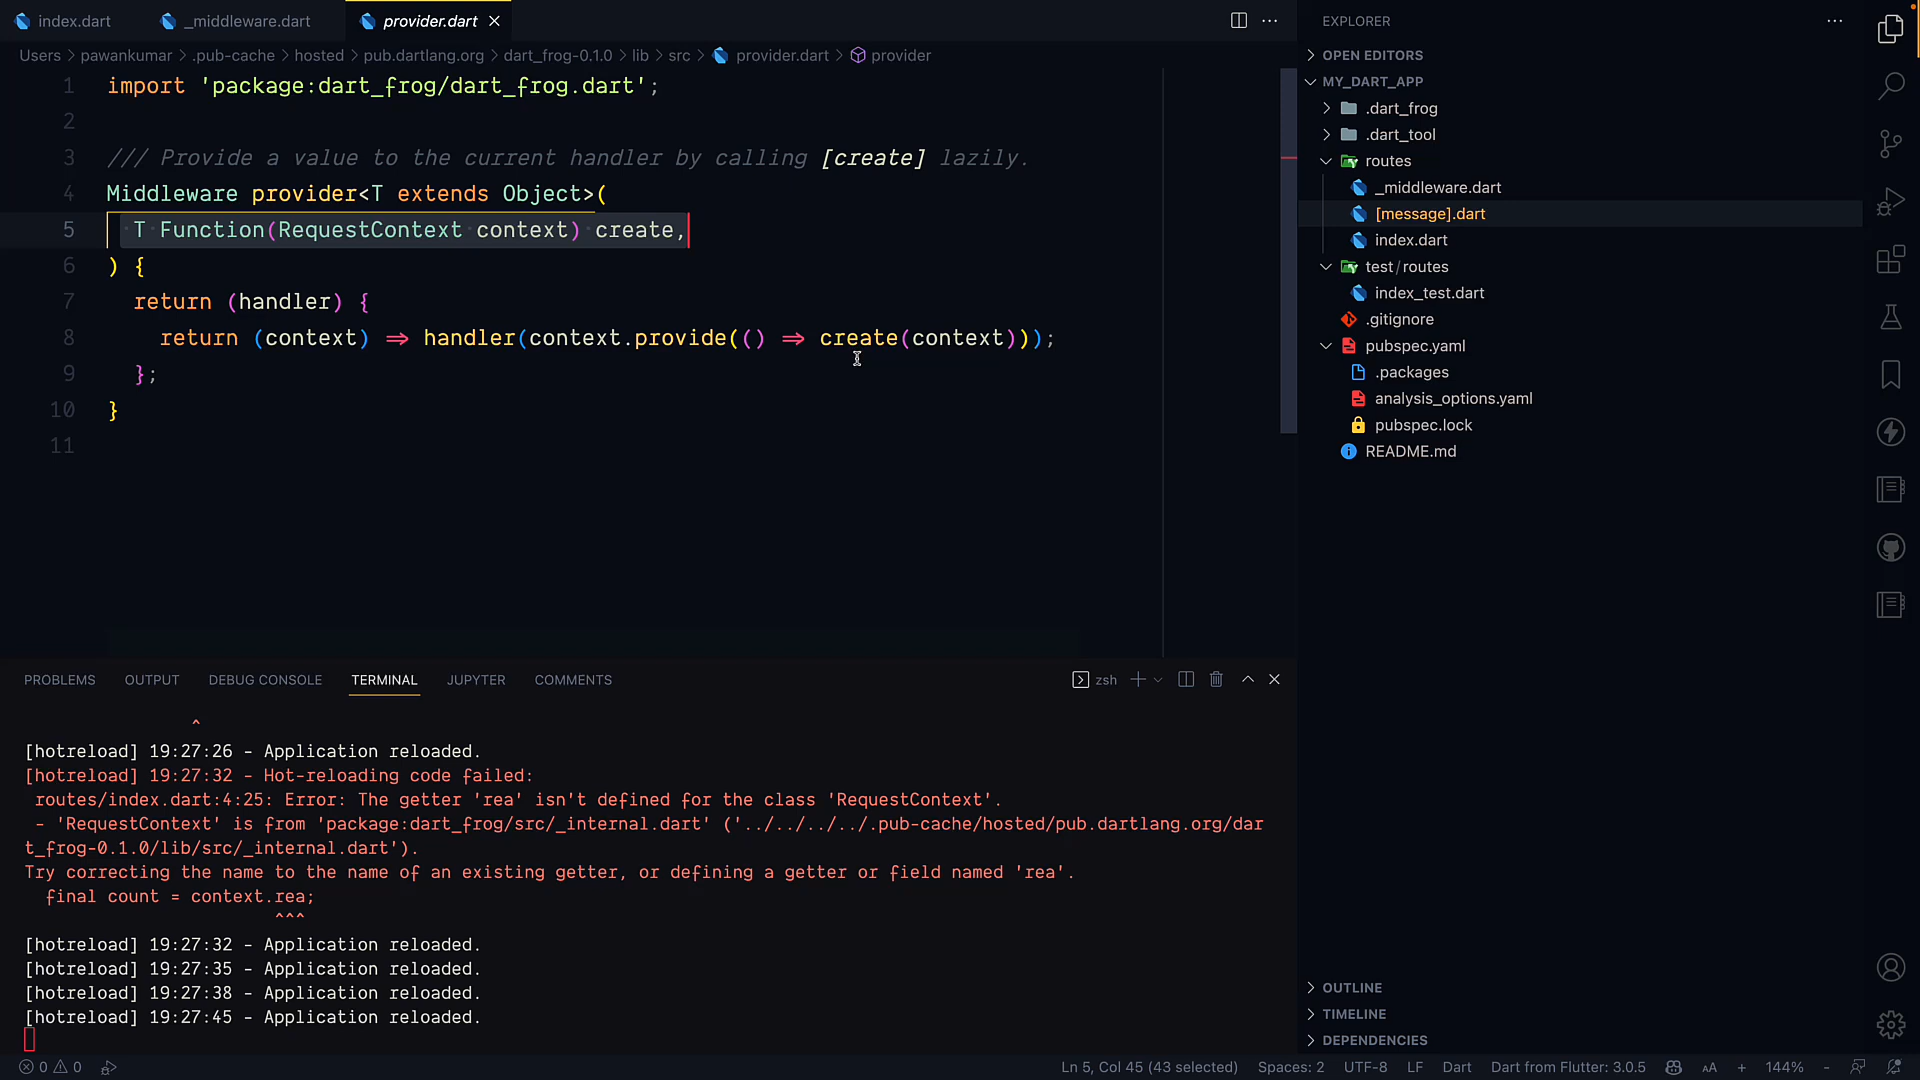 index.dart
_middleware.dart
provider.dart
Users > pawankumar > .pub-cache > hosted > pub.dartlang.org > dart_frog-0.1.0 > lib > src > provider.dart > provider
1 import 'package:dart_frog/dart_frog.dart';
2
3 /// Provide a value to the current handler by calling [create] lazily.
4 Middleware provider<T extends Object>(
5 T Function(RequestContext context) create,
6 ) {
7 return (handler) {
8 return (context) => handler(context.provide(() => create(context)));
9 };
10 }
11
PROBLEMS OUTPUT DEBUG CONSOLE TERMINAL JUPYTER COMMENTS
zsh
^
[hotreload] 19:27:26 - Application reloaded.
[hotreload] 19:27:32 - Hot-reloading code failed:
routes/index.dart:4:25: Error: The getter 'rea' isn't defined for the class 'RequestContext'.
- 'RequestContext' is from 'package:dart_frog/src/_internal.dart' ('../../../../.pub-cache/hosted/pub.dartlang.org/dar
t_frog-0.1.0/lib/src/_internal.dart').
Try correcting the name to the name of an existing getter, or defining a getter or field named 'rea'.
final count = context.rea;
^^^
[hotreload] 19:27:32 - Application reloaded.
[hotreload] 19:27:35 - Application reloaded.
[hotreload] 19:27:38 - Application reloaded.
[hotreload] 19:27:45 - Application reloaded.
EXPLORER
OPEN EDITORS
MY_DART_APP
.dart_frog
.dart_tool
routes
_middleware.dart
[message].dart
index.dart
test/routes
index_test.dart
.gitignore
pubspec.yaml
.packages
analysis_options.yaml
pubspec.lock
README.md
OUTLINE
TIMELINE
DEPENDENCIES
0 0
Ln 5, Col 45 (43 selected) Spaces: 2 UTF-8 LF Dart Dart from Flutter: 3.0.5 AA + 144% -